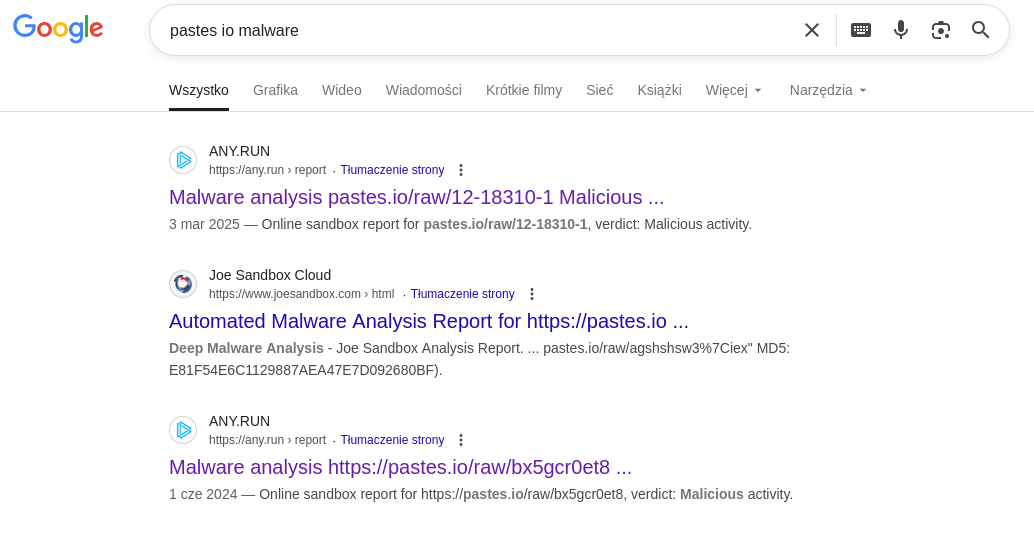 Google
pastes io malware
Wszystko Grafika Wideo Wiadomości Krótkie filmy Sieć Książki Więcej Narzędzia
ANY.RUN
https://any.run › report · Tłumaczenie strony
Malware analysis pastes.io/raw/12-18310-1 Malicious ...
3 mar 2025 — Online sandbox report for pastes.io/raw/12-18310-1, verdict: Malicious activity.
Joe Sandbox Cloud
https://www.joesandbox.com › html · Tłumaczenie strony
Automated Malware Analysis Report for https://pastes.io ...
Deep Malware Analysis - Joe Sandbox Analysis Report. ... pastes.io/raw/agshshsw3%7Ciex" MD5:
E81F54E6C1129887AEA47E7D092680BF).
ANY.RUN
https://any.run › report · Tłumaczenie strony
Malware analysis https://pastes.io/raw/bx5gcr0et8 ...
1 cze 2024 — Online sandbox report for https://pastes.io/raw/bx5gcr0et8, verdict: Malicious activity.